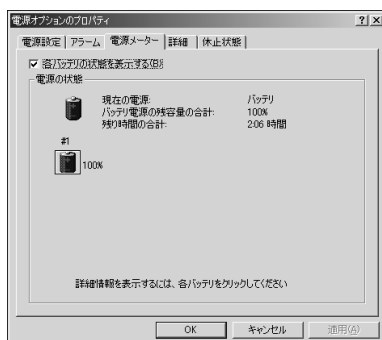 電源オプションのプロパティ ? ×
電源設定 アラーム 電源メーター 詳細 休止状態
各バッテリの状態を表示する(B)
電源の状態
現在の電源: バッテリ
バッテリ電源の残容量の合計: 100%
残り時間の合計: 2:06 時間
#1
100%
詳細情報を表示するには、各バッテリをクリックしてください
OK キャンセル 適用(A)